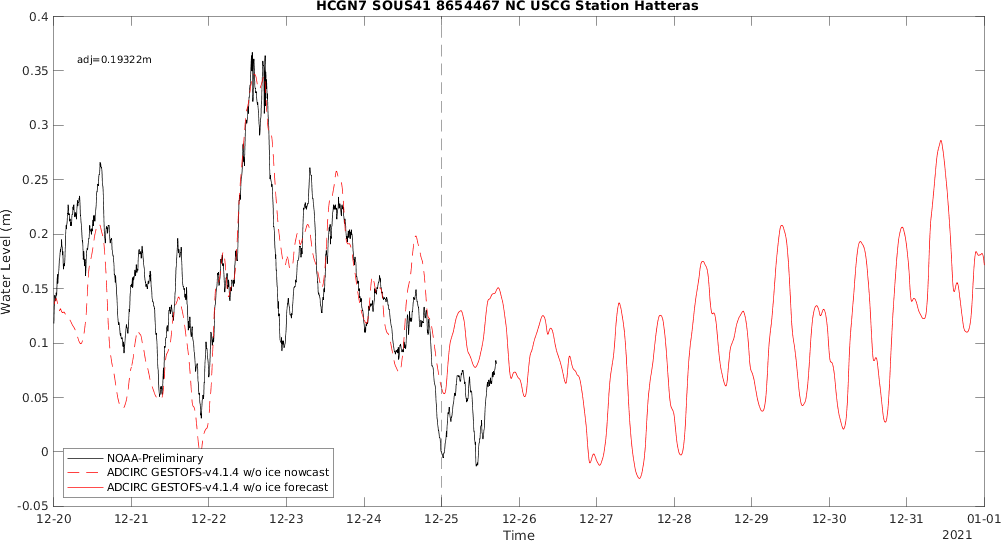 HCGN7 SOUS41 8654467 NC USCG Station Hatteras
0.4
0.35
0.3
0.25
0.2
0.15
0.1
0.05
0
-0.05
Water Level (m)
adj=0.19322m
NOAA-Preliminary
ADCIRC GESTOFS-v4.1.4 w/o ice nowcast
ADCIRC GESTOFS-v4.1.4 w/o ice forecast
12-20 12-21 12-22 12-23 12-24 12-25 12-26 12-27 12-28 12-29 12-30 12-31 01-01
Time
2021